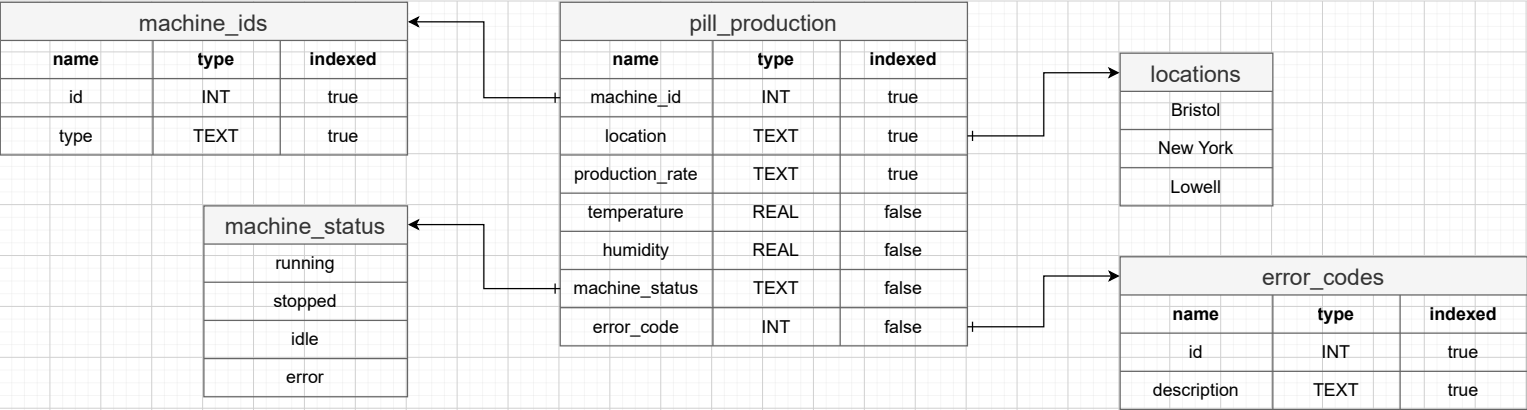 machine_ids
name type indexed
id INT true
type TEXT true
pill_production
name type indexed
machine_id INT true
location TEXT true
production_rate TEXT true
temperature REAL false
humidity REAL false
machine_status TEXT false
error_code INT false
locations
Bristol
New York
Lowell
machine_status
running
stopped
idle
error
error_codes
name type indexed
id INT true
description TEXT true